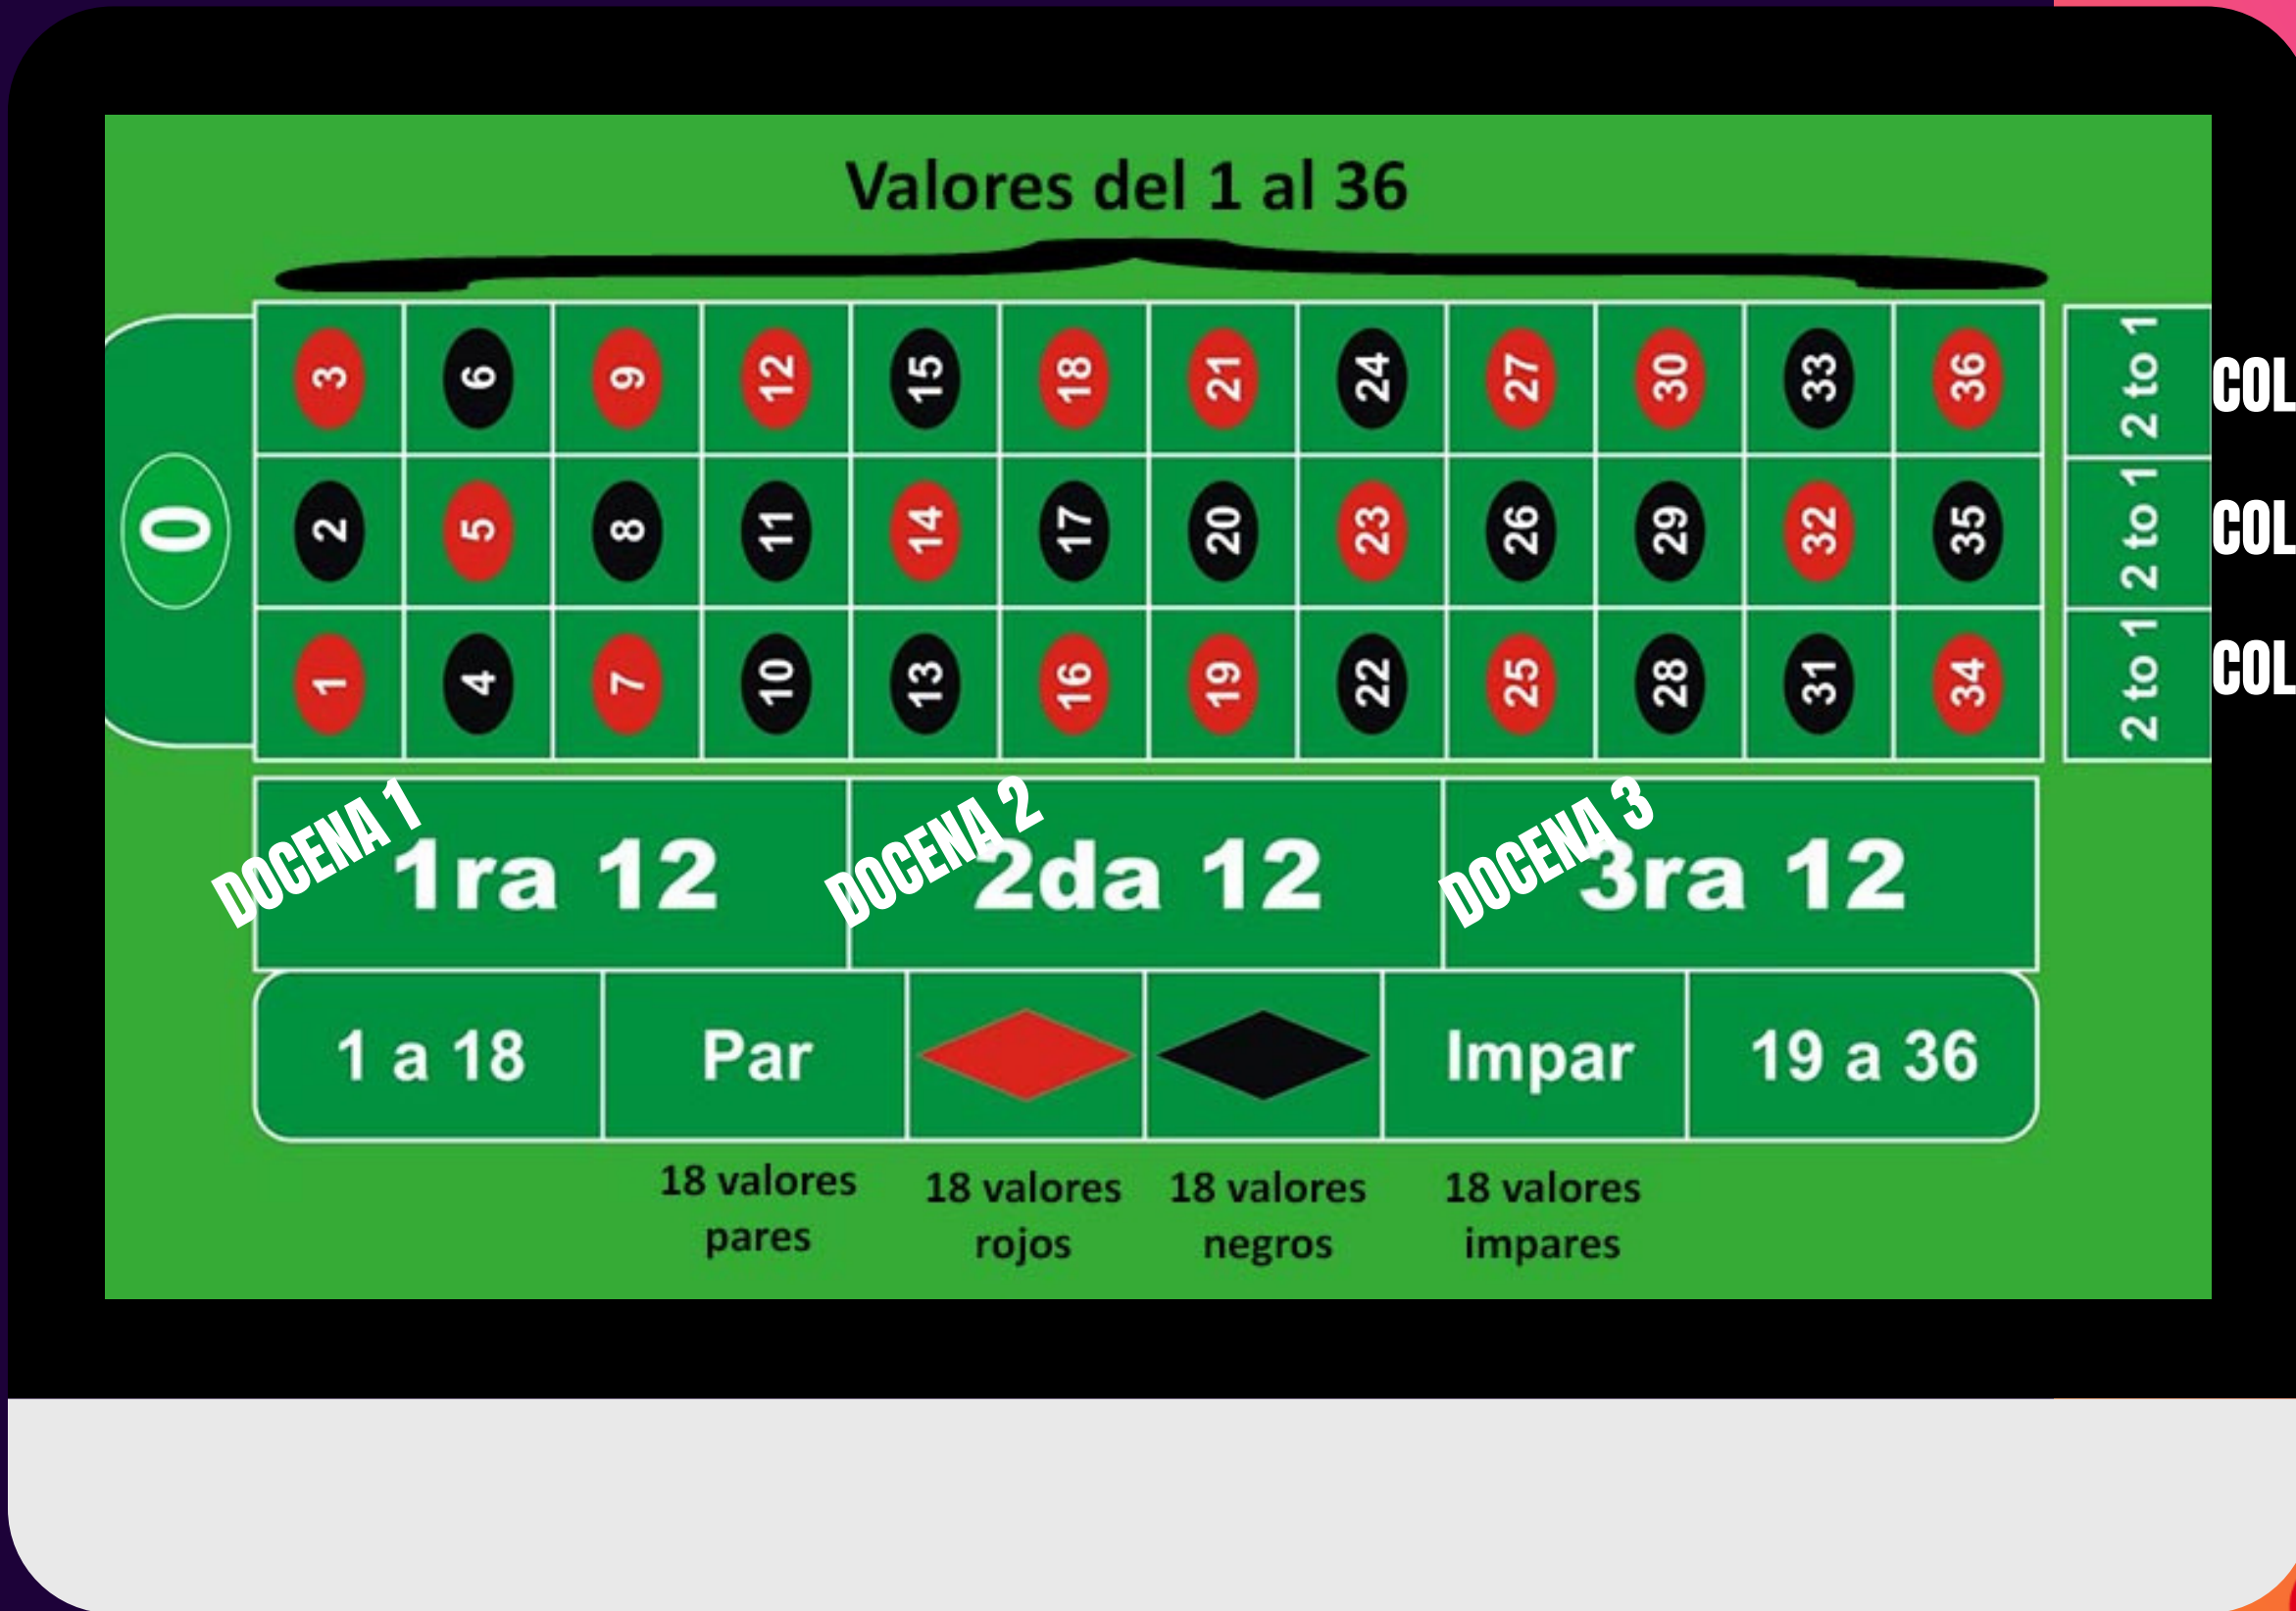 Valores del 1 al 36
3 6 9 12 15 18 21 24 27 30 33 36 2 to 1 COL
0 2 5 8 11 14 17 20 23 26 29 32 35 2 to 1 COL
1 4 7 10 13 16 19 22 25 28 31 34 2 to 1 COL
DOCENA 1 DOCENA 2 DOCENA 3
1ra 12 2da 12 3ra 12
1 a 18 Par Impar 19 a 36
18 valores pares
18 valores rojos
18 valores negros
18 valores impares